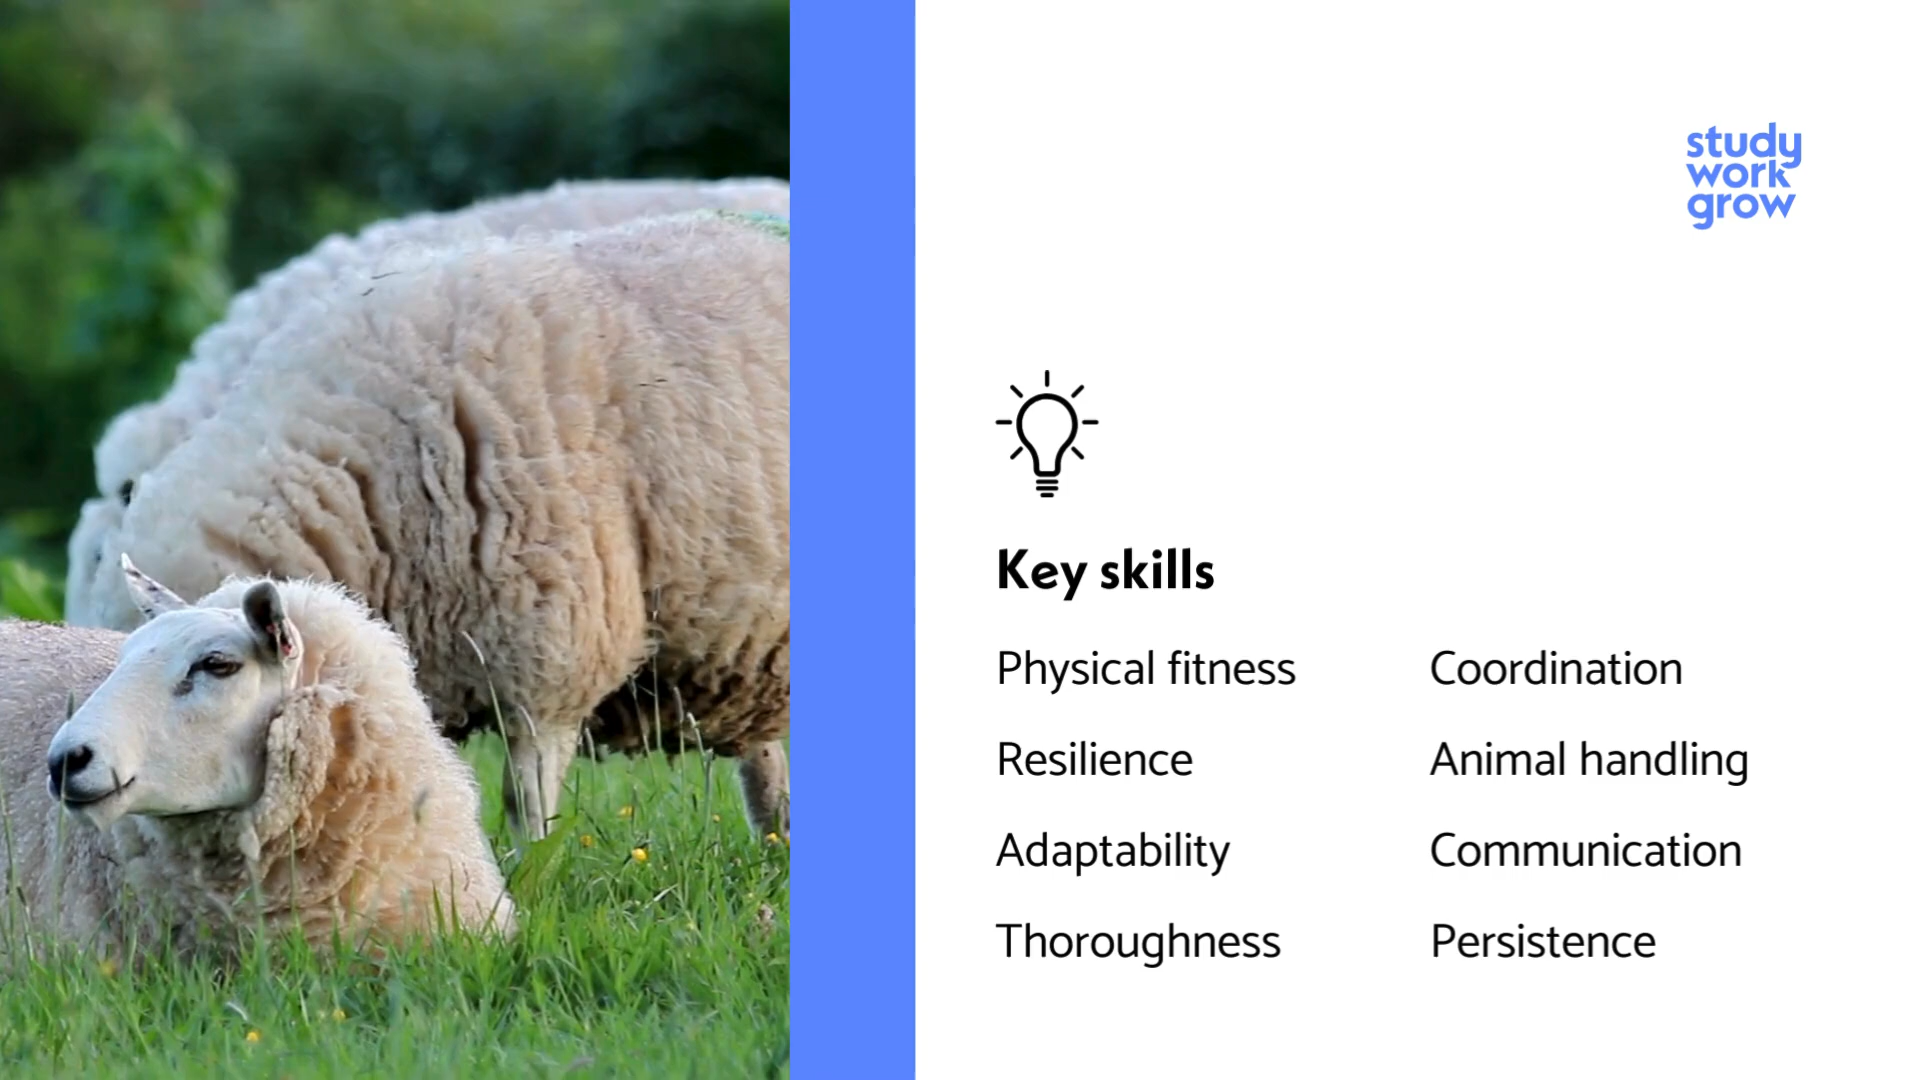 study
work
grow
Key skills
Physical fitness
Coordination
Resilience
Animal handling
Adaptability
Communication
Thoroughness
Persistence